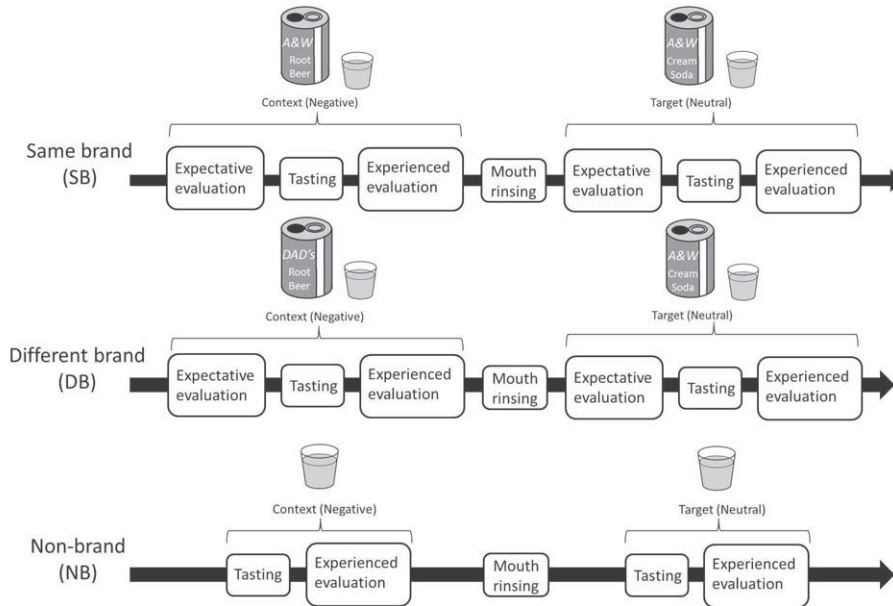 A&W
Root
Beer
A&W
Cream
Soda
Context (Negative)
Target (Neutral)
Same brand
(SB)
Expectative
evaluation
Tasting
Experienced
evaluation
Mouth
rinsing
Expectative
evaluation
Tasting
Experienced
evaluation
DAD's
Root
Beer
A&W
Cream
Soda
Context (Negative)
Target (Neutral)
Different brand
(DB)
Expectative
evaluation
Tasting
Experienced
evaluation
Mouth
rinsing
Expectative
evaluation
Tasting
Experienced
evaluation
Context (Negative)
Target (Neutral)
Non-brand
(NB)
Tasting
Experienced
evaluation
Mouth
rinsing
Tasting
Experienced
evaluation